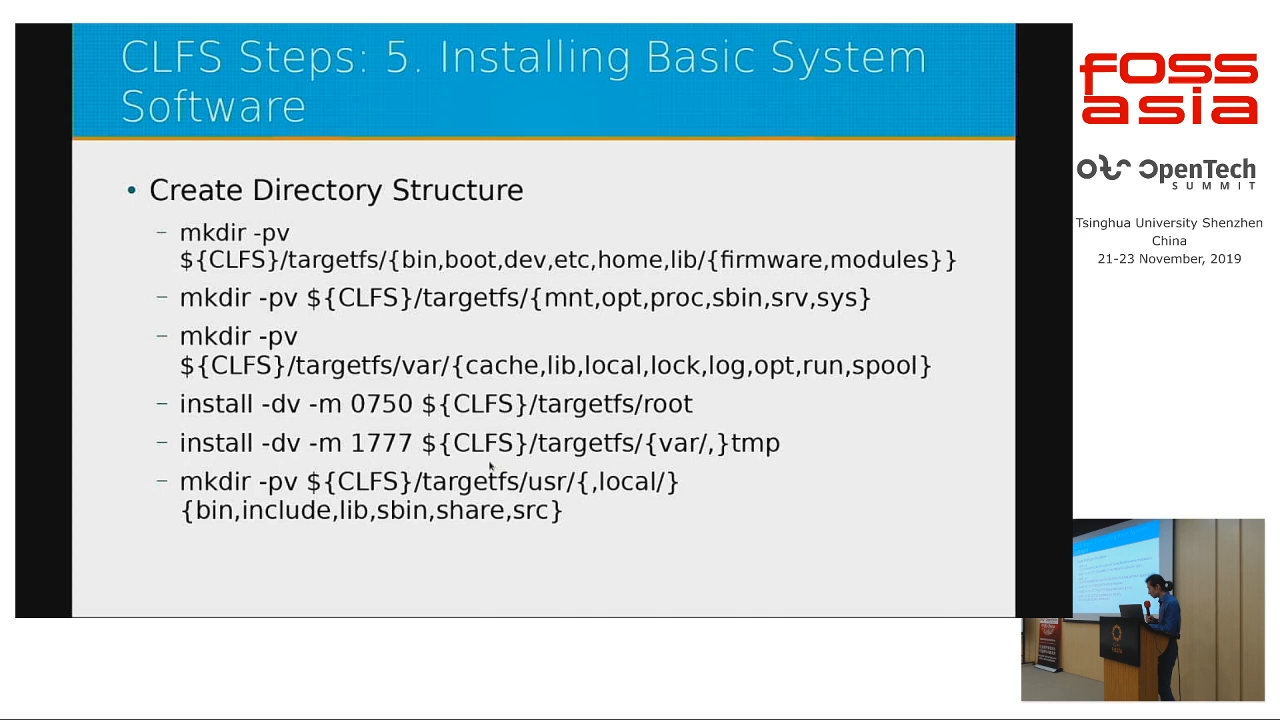 CLFS Steps: 5. Installing Basic System
Software
• Create Directory Structure
– mkdir -pv
${CLFS}/targetfs/{bin,boot,dev,etc,home,lib/{firmware,modules}}
– mkdir -pv ${CLFS}/targetfs/{mnt,opt,proc,sbin,srv,sys}
– mkdir -pv
${CLFS}/targetfs/var/{cache,lib,local,lock,log,opt,run,spool}
– install -dv -m 0750 ${CLFS}/targetfs/root
– install -dv -m 1777 ${CLFS}/targetfs/{var/,}tmp
– mkdir -pv ${CLFS}/targetfs/usr/{,local/}
{bin,include,lib,sbin,share,src}
foss
asia
ots OpenTech
SUMMIT
Tsinghua University Shenzhen
China
21-23 November, 2019